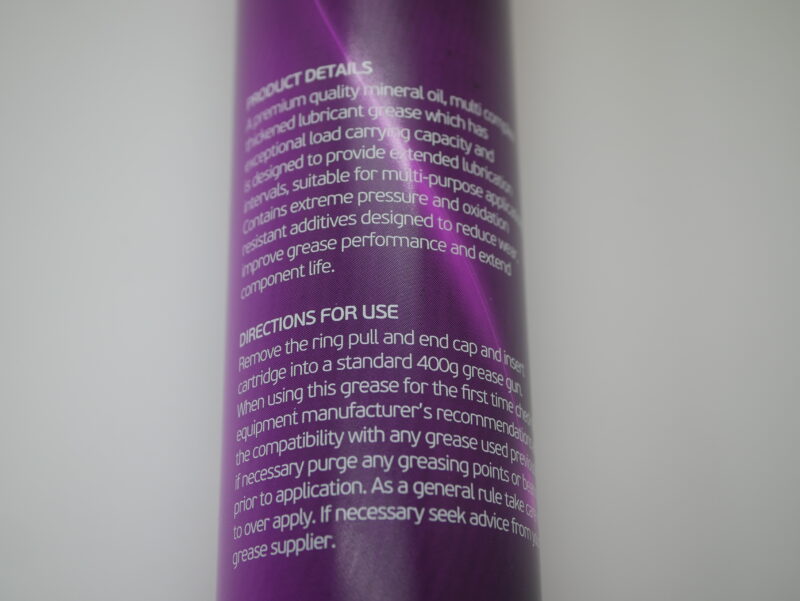 PRODUCT DETAILS
A premium quality mineral oil, multi complex
thickened lubricant grease which has
exceptional load carrying capacity and
is designed to provide extended lubrication
intervals, suitable for multi-purpose
Contains extreme pressure and oxidation
resistant additives designed to reduce wear,
improve grease performance and extend
component life.
DIRECTIONS FOR USE
Remove the ring pull and end cap and insert
cartridge into a standard 400g grease gun.
When using this grease for the first time check
equipment manufacturer's recommendations
the compatibility with any grease used
if necessary purge any greasing points or
prior to application. As a general rule take
to over apply. If necessary seek advice from
grease supplier.